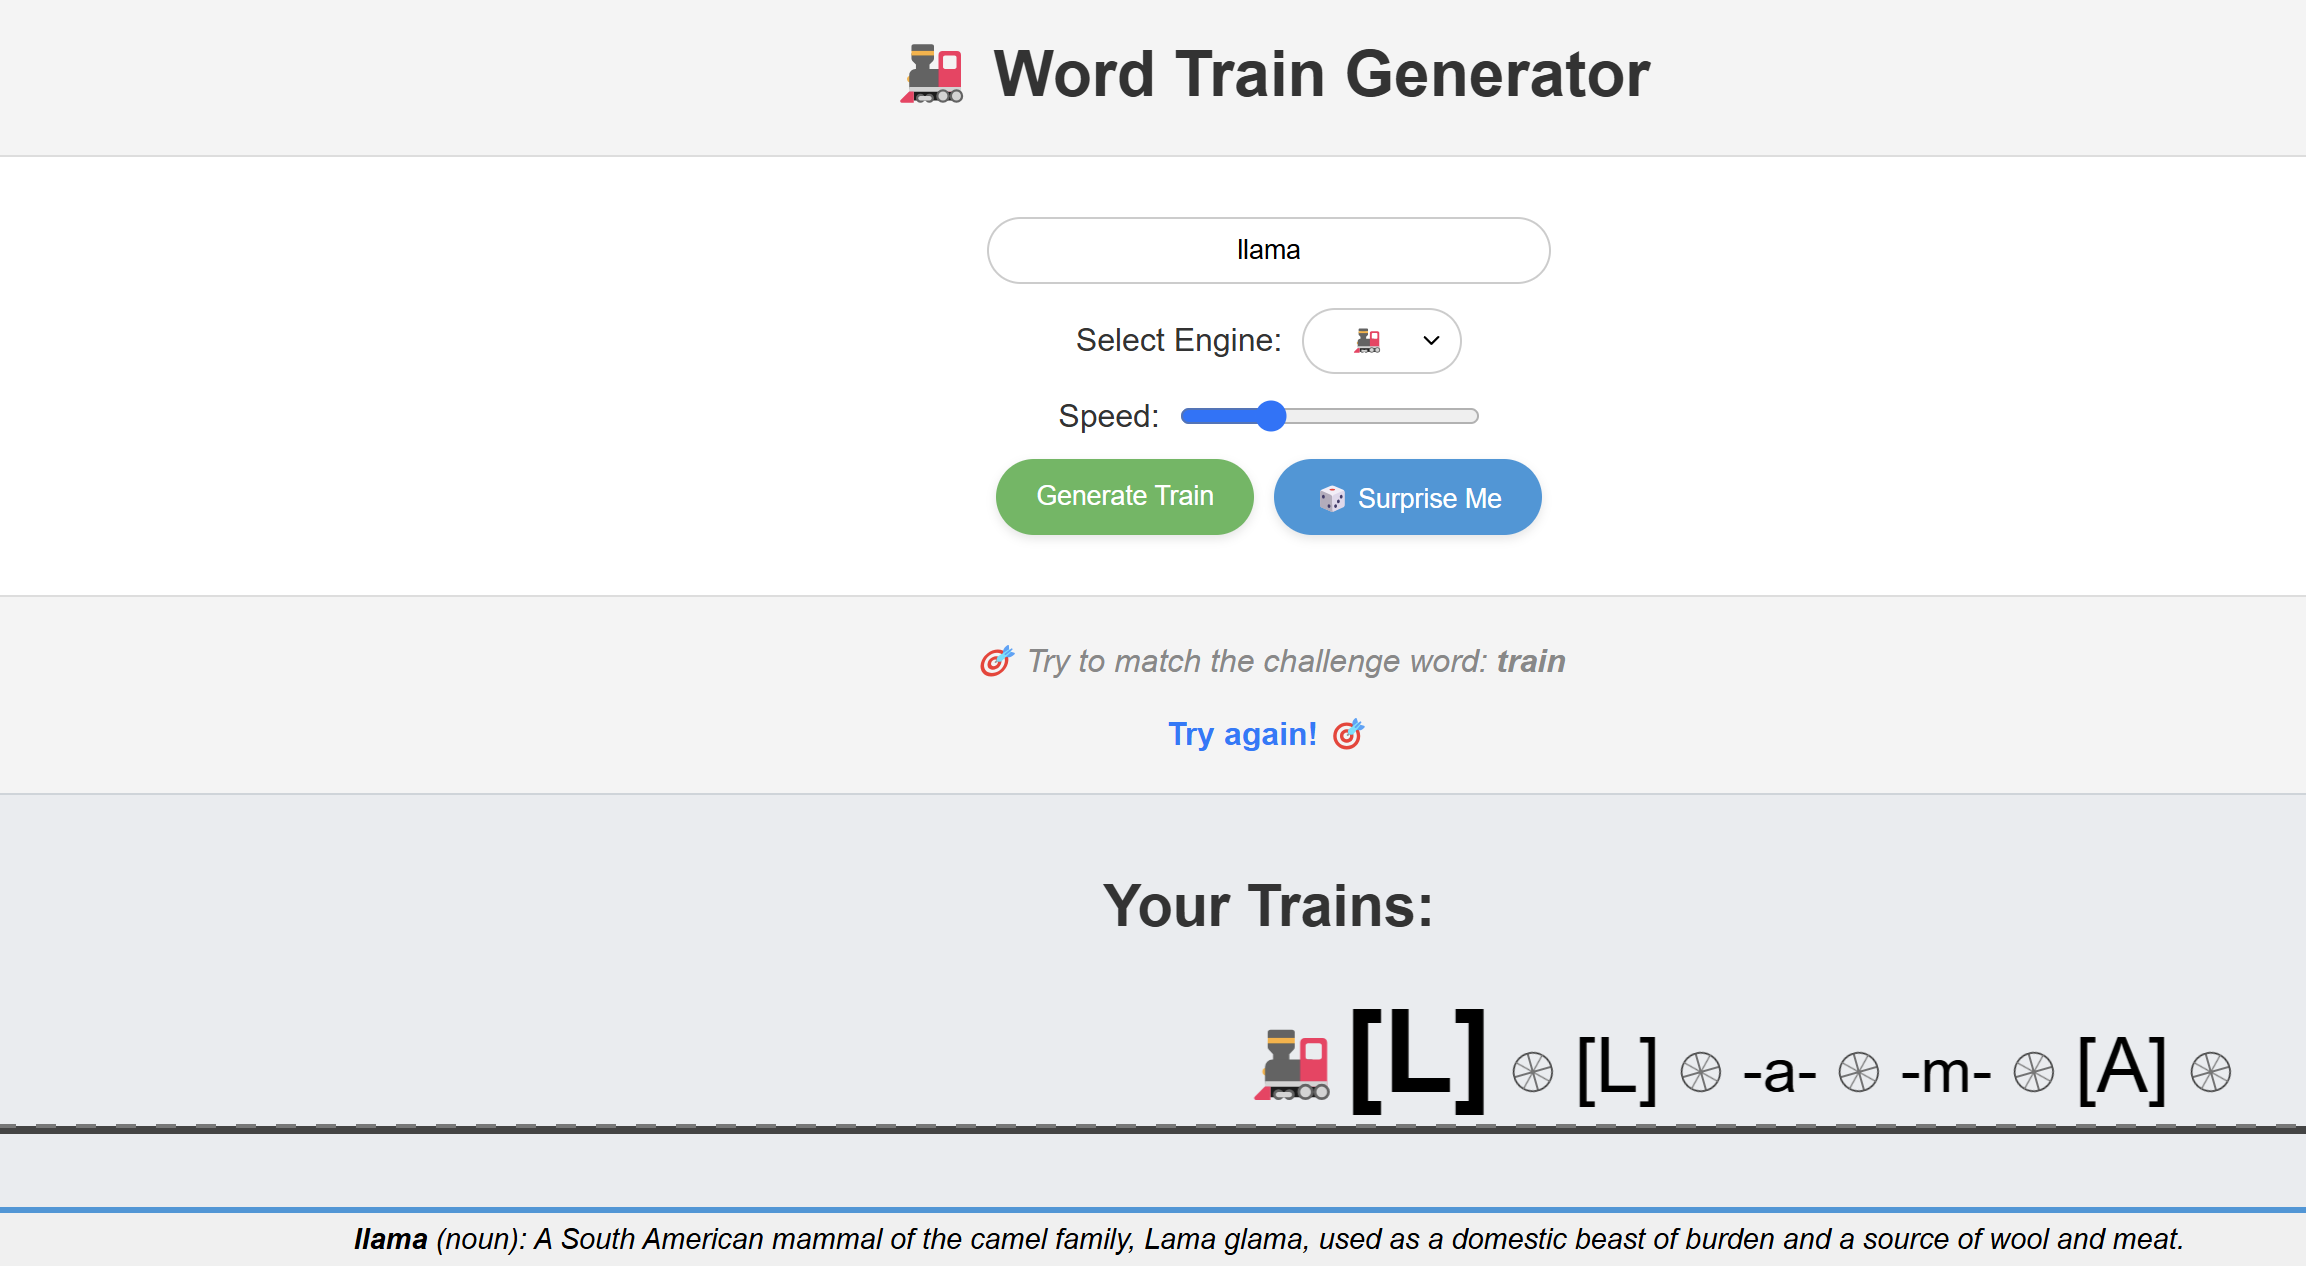 Word Train Generator
llama
Select Engine:
Speed:
Generate Train
Surprise Me
Try to match the challenge word: train
Try again!
Your Trains:
[L] [L] -a- -m- [A]
llama (noun): A South American mammal of the camel family, Lama glama, used as a domestic beast of burden and a source of wool and meat.